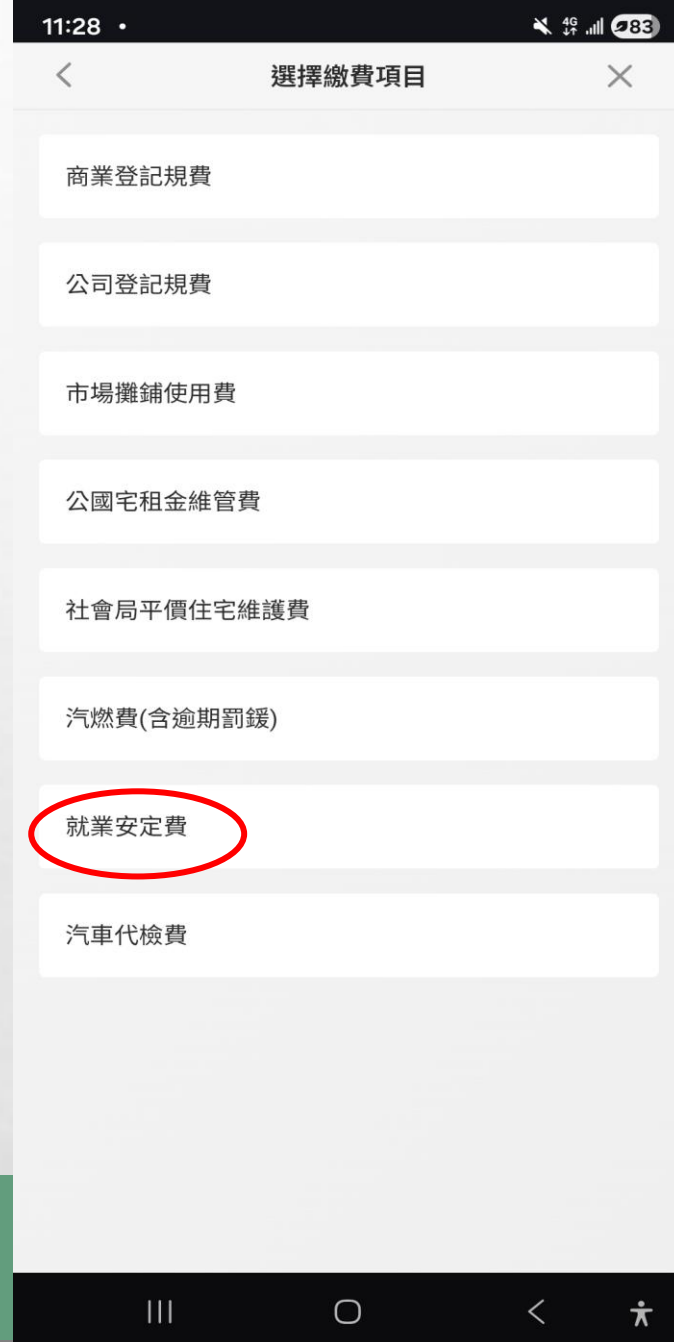 11:28
4G
83
選擇繳費項目
商業登記規費
公司登記規費
市場攤鋪使用費
公國宅租金維管費
社會局平價住宅維護費
汽燃費(含逾期罰鍰)
就業安定費
汽車代檢費